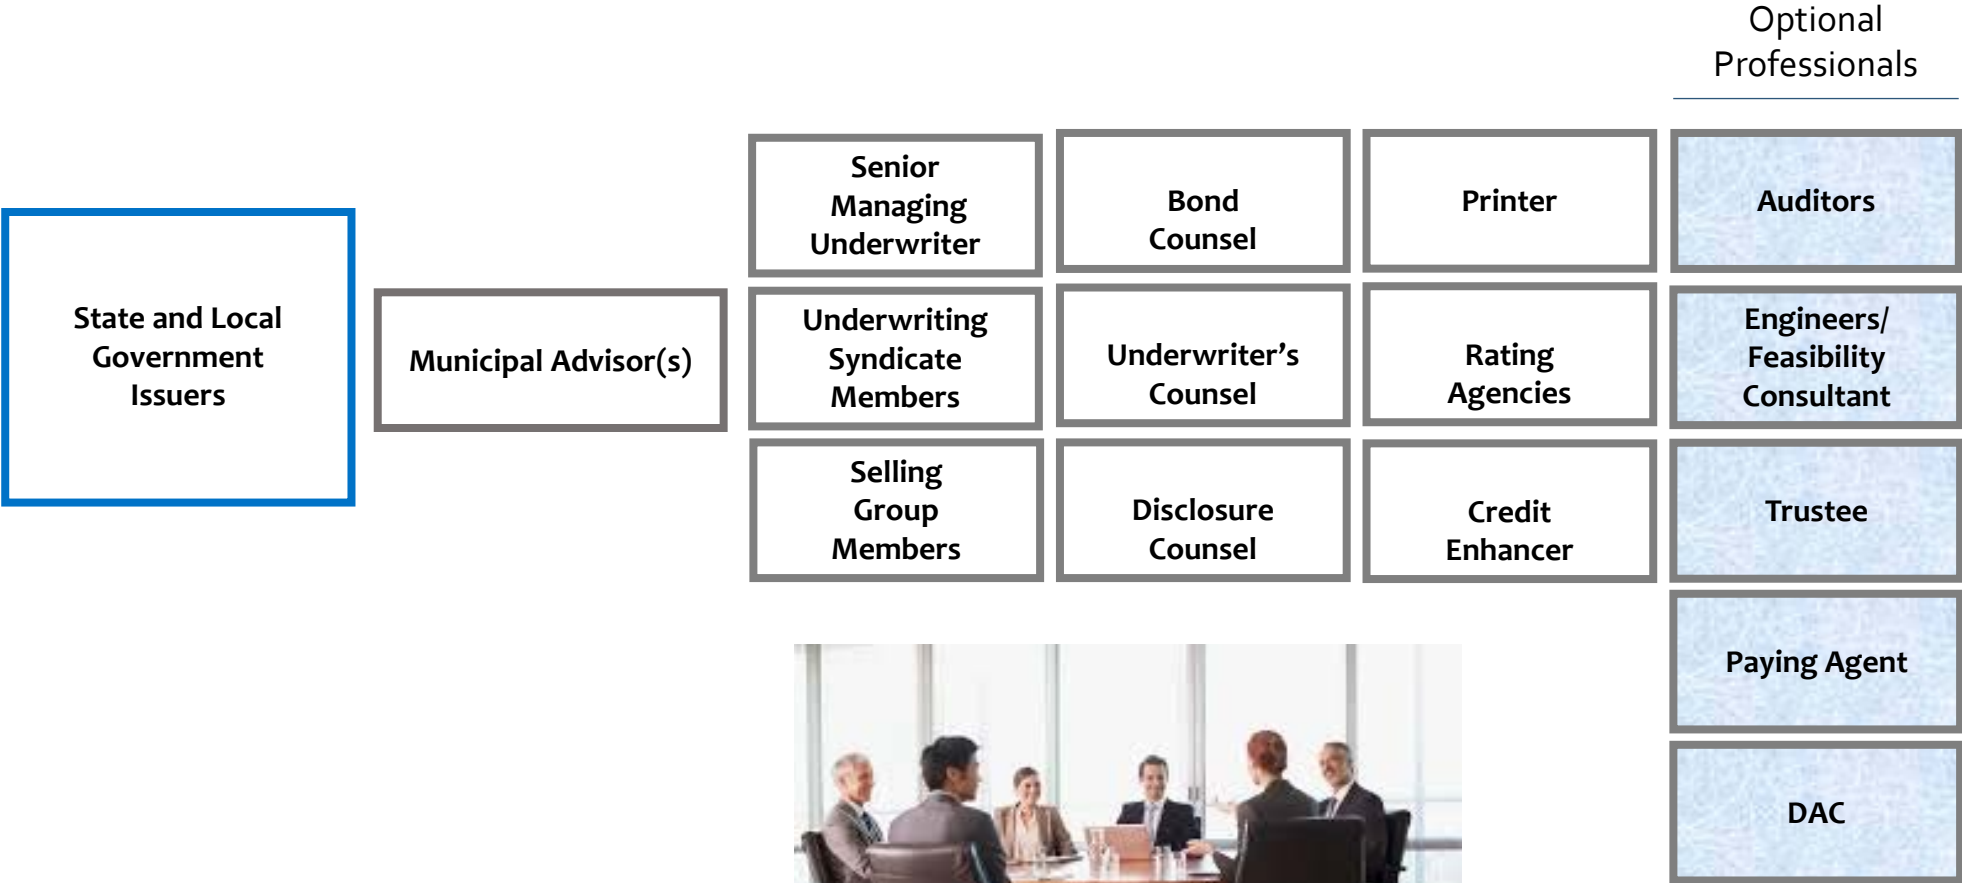 Optional
Professionals
State and Local
Government
Issuers
Municipal Advisor(s)
Senior
Managing
Underwriter
Underwriting
Syndicate
Members
Selling
Group
Members
Bond
Counsel
Underwriter’s
Counsel
Disclosure
Counsel
Printer
Rating
Agencies
Credit
Enhancer
Auditors
Engineers/
Feasibility
Consultant
Trustee
Paying Agent
DAC